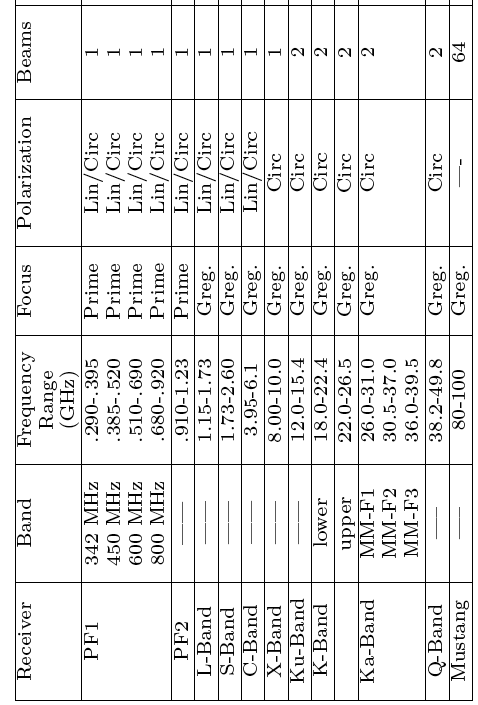 Receiver Band Frequency Range (GHz) Focus Polarization Beams
PF1 342 MHz .290-.395 Prime Lin/Circ 1
450 MHz .385-.520 Prime Lin/Circ 1
600 MHz .510-.690 Prime Lin/Circ 1
800 MHz .680-.920 Prime Lin/Circ 1
PF2 — .910-1.23 Prime Lin/Circ 1
L-Band — 1.15-1.73 Greg. Lin/Circ 1
S-Band — 1.73-2.60 Greg. Lin/Circ 1
C-Band — 3.95-6.1 Greg. Lin/Circ 1
X-Band — 8.00-10.0 Greg. Circ 1
Ku-Band — 12.0-15.4 Greg. Circ 2
K-Band lower 18.0-22.4 Greg. Circ 2
upper 22.0-26.5 Greg. Circ 2
Ka-Band MM-F1 26.0-31.0 Greg. Circ 2
MM-F2 30.5-37.0
MM-F3 36.0-39.5
Q-Band — 38.2-49.8 Greg. Circ 2
Mustang — 80-100 Greg. —- 64